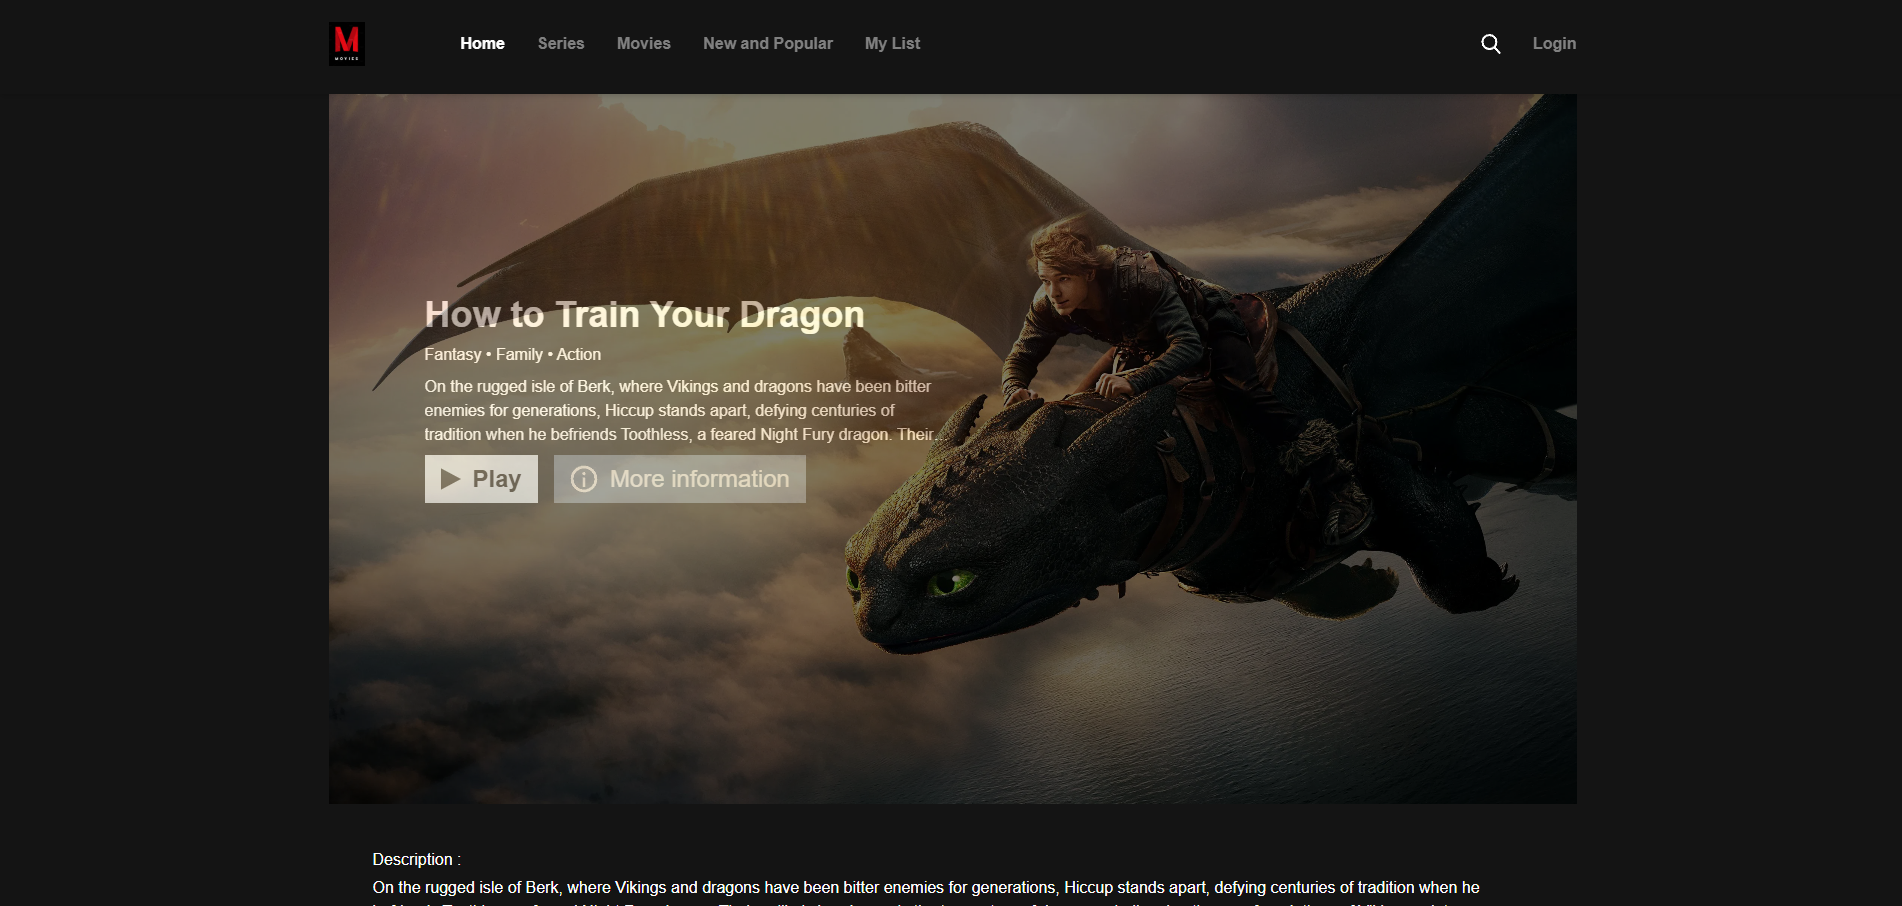 M
MOVIES
Home Series Movies New and Popular My List Login
How to Train Your Dragon
Fantasy • Family • Action
On the rugged isle of Berk, where Vikings and dragons have been bitter
enemies for generations, Hiccup stands apart, defying centuries of
tradition when he befriends Toothless, a feared Night Fury dragon. Their...
Play More information
Description :
On the rugged isle of Berk, where Vikings and dragons have been bitter enemies for generations, Hiccup stands apart, defying centuries of tradition when he